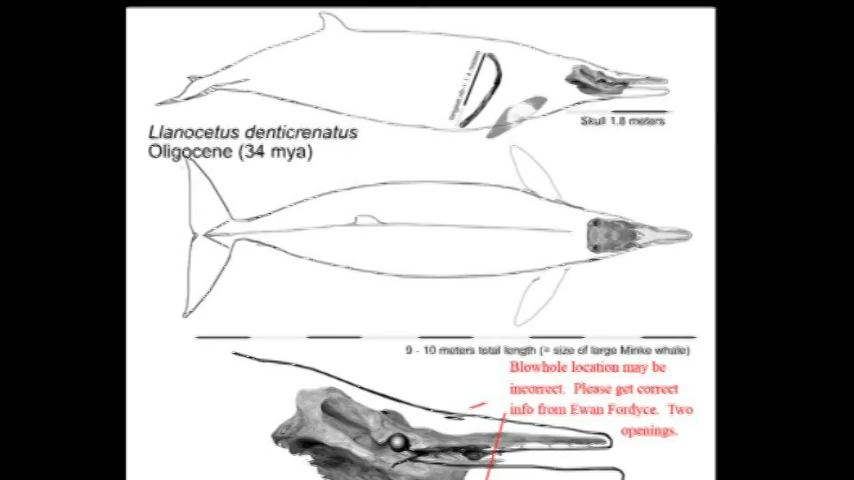 Skull 1.8 meters
Llanocetus denticrenatus
Oligocene (34 mya)
9 - 10 meters total length (= size of large Minke whale)
Blowhole location may be
incorrect. Please get correct
info from Ewan Fordyce. Two
openings.